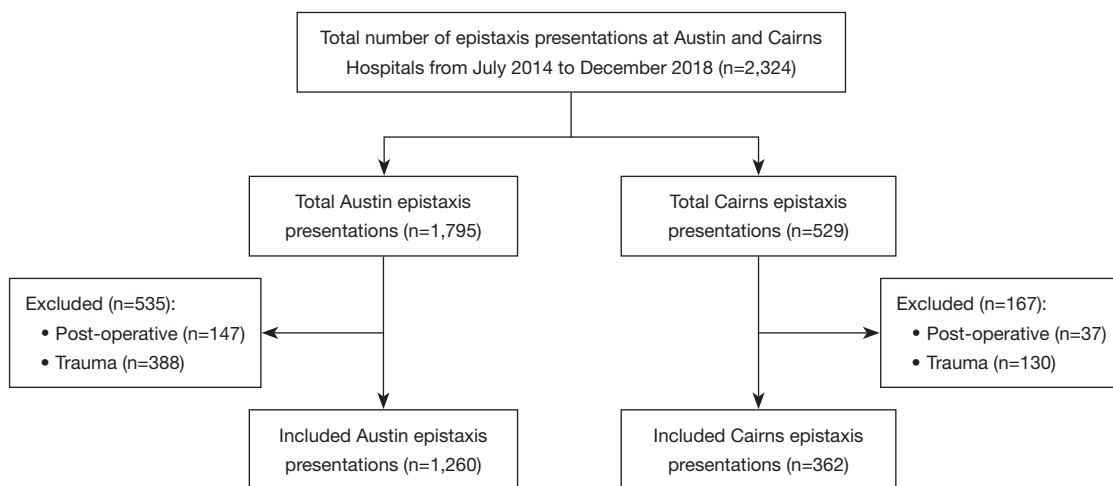 Total number of epistaxis presentations at Austin and Cairns
Hospitals from July 2014 to December 2018 (n=2,324)
Total Austin epistaxis
presentations (n=1,795)
Total Cairns epistaxis
presentations (n=529)
Excluded (n=535):
• Post-operative (n=147)
• Trauma (n=388)
Excluded (n=167):
• Post-operative (n=37)
• Trauma (n=130)
Included Austin epistaxis
presentations (n=1,260)
Included Cairns epistaxis
presentations (n=362)